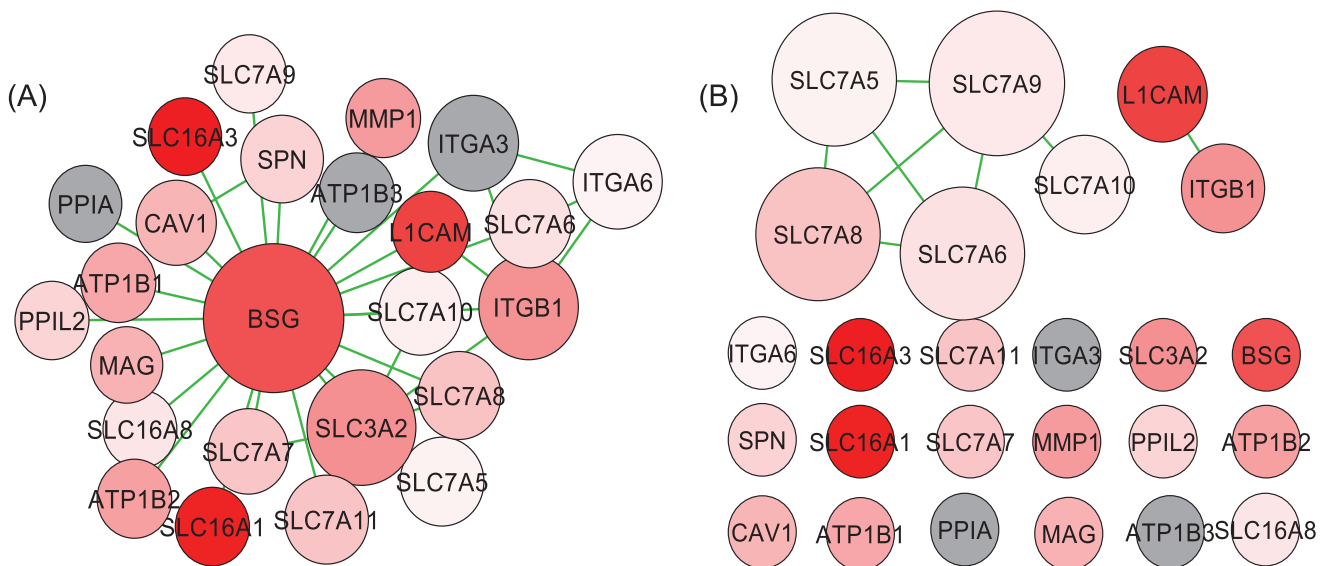 (A)
SLC7A9
SLC16A3
MMP1
SPN
ITGA3
PPIA
ATP1B3
ITGA6
CAV1
L1CAM
SLC7A6
ATP1B1
PPIL2
BSG
SLC7A10
ITGB1
MAG
SLC7A8
SLC16A8
SLC3A2
SLC7A7
SLC7A5
ATP1B2
SLC16A1
SLC7A11
(B)
SLC7A5
SLC7A9
L1CAM
SLC7A10
ITGB1
SLC7A8
SLC7A6
ITGA6
SLC16A3
SLC7A11
ITGA3
SLC3A2
BSG
SPN
SLC16A1
SLC7A7
MMP1
PPIL2
ATP1B2
CAV1
ATP1B1
PPIA
MAG
ATP1B3
SLC16A8